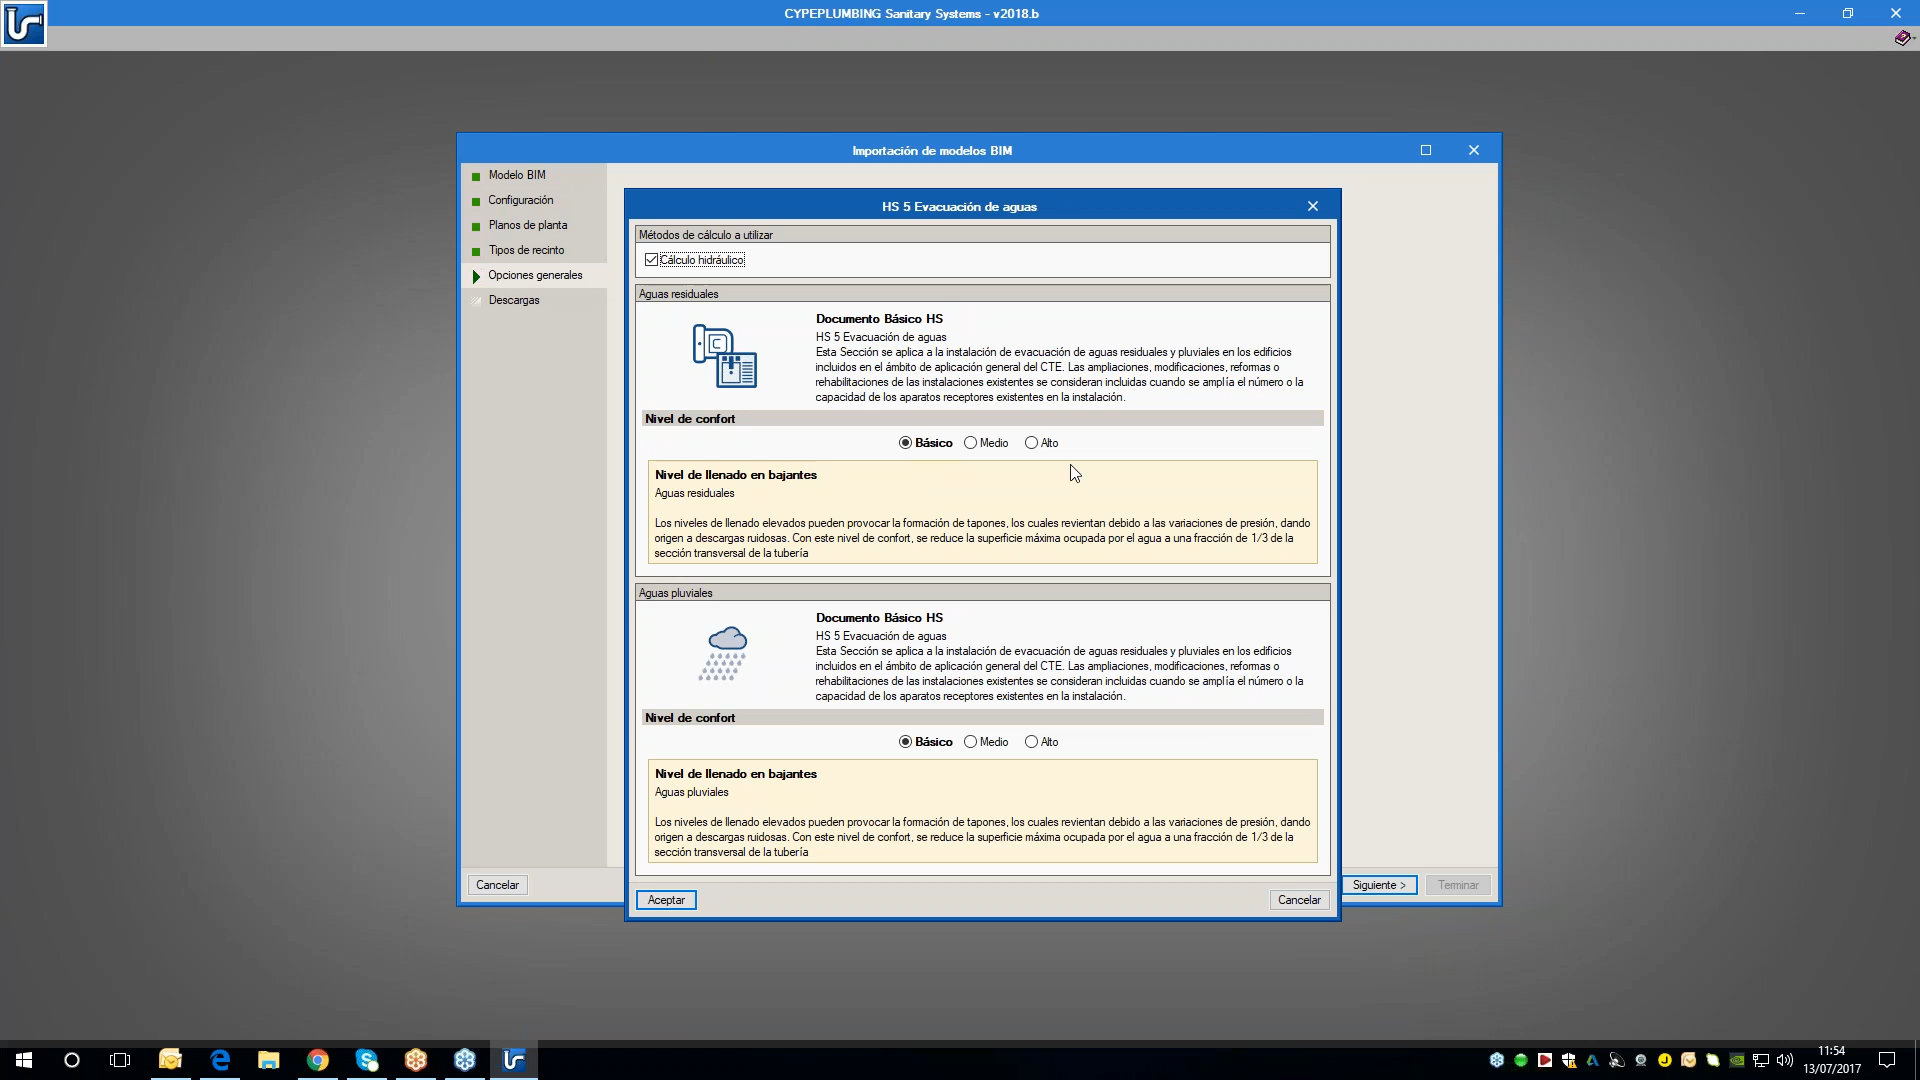 CYPEPLUMBING Sanitary Systems - v2018.b
Importación de modelos BIM
Modelo BIM
Configuración
Planos de planta
Tipos de recinto
Opciones generales
Descargas
HS 5 Evacuación de aguas
Métodos de cálculo a utilizar
Cálculo hidráulico
Aguas residuales
Documento Básico HS
HS 5 Evacuación de aguas
Esta Sección se aplica a la instalación de evacuación de aguas residuales y pluviales en los edificios
incluidos en el ámbito de aplicación general del CTE. Las ampliaciones, modificaciones, reformas o
rehabilitaciones de las instalaciones existentes se consideran incluidas cuando se amplía el número o la
capacidad de los aparatos receptores existentes en la instalación.
Nivel de confort
Básico Medio Alto
Nivel de llenado en bajantes
Aguas residuales
Los niveles de llenado elevados pueden provocar la formación de tapones, los cuales revientan debido a las variaciones de presión, dando
origen a descargas ruidosas. Con este nivel de confort, se reduce la superficie máxima ocupada por el agua a una fracción de 1/3 de la
sección transversal de la tubería
Aguas pluviales
Documento Básico HS
HS 5 Evacuación de aguas
Esta Sección se aplica a la instalación de evacuación de aguas residuales y pluviales en los edificios
incluidos en el ámbito de aplicación general del CTE. Las ampliaciones, modificaciones, reformas o
rehabilitaciones de las instalaciones existentes se consideran incluidas cuando se amplía el número o la
capacidad de los aparatos receptores existentes en la instalación.
Nivel de confort
Básico Medio Alto
Nivel de llenado en bajantes
Aguas pluviales
Los niveles de llenado elevados pueden provocar la formación de tapones, los cuales revientan debido a las variaciones de presión, dando
origen a descargas ruidosas. Con este nivel de confort, se reduce la superficie máxima ocupada por el agua a una fracción de 1/3 de la
sección transversal de la tubería
Aceptar
Cancelar
Cancelar
Siguiente >
Terminar
11:54
13/07/2017